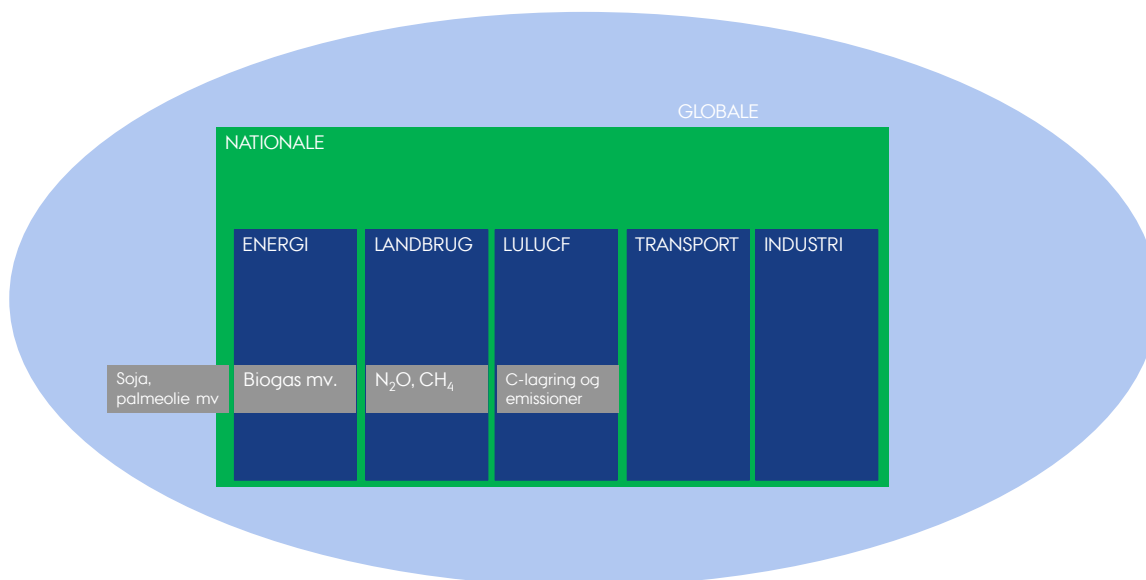 GLOBALE
NATIONALE
ENERGI
LANDBRUG
LULUCF
TRANSPORT
INDUSTRI
Soja,
palmeolie mv
Biogas mv.
N₂O, CH₄
C-lagring og
emissioner